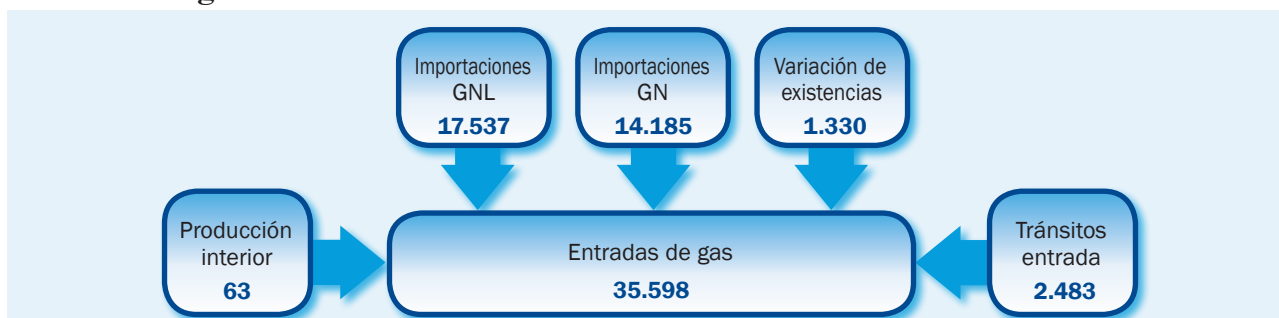 Importaciones
GNL
17.537
Importaciones
GN
14.185
Variación de
existencias
1.330
Producción
interior
63
Entradas de gas
35.598
Tránsitos
entrada
2.483